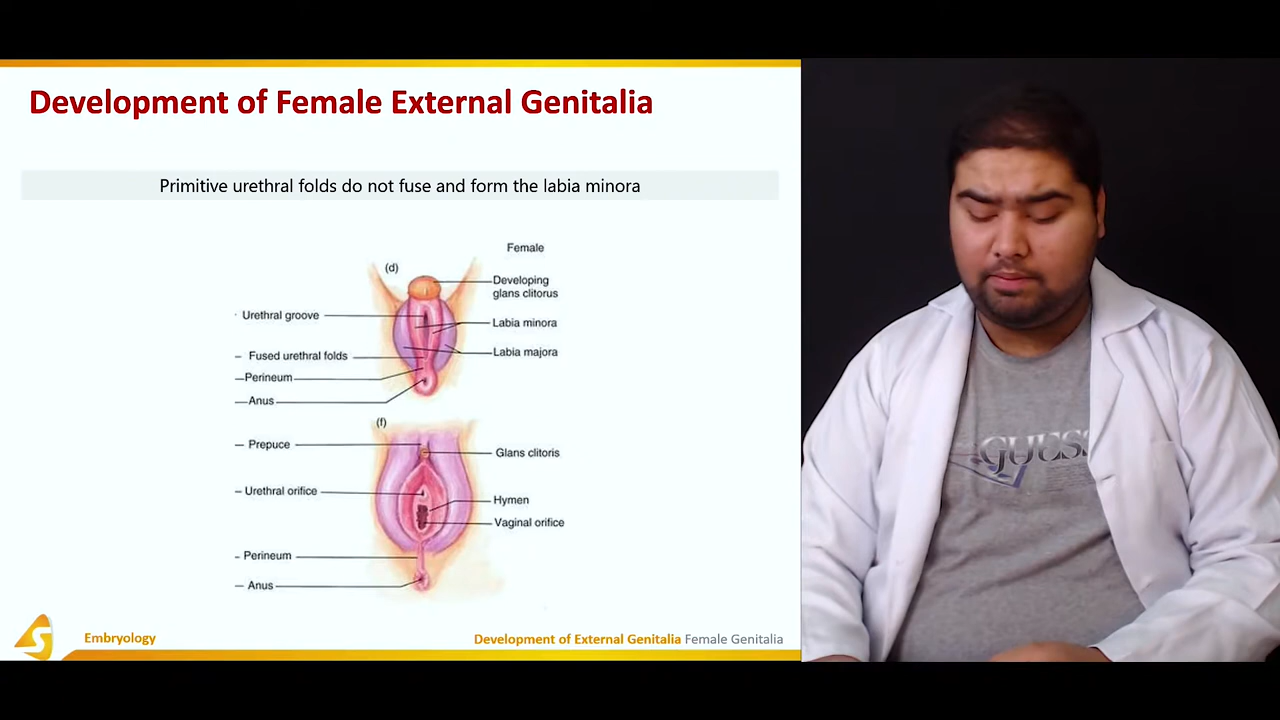 Development of Female External Genitalia
Primitive urethral folds do not fuse and form the labia minora
Female
(d)
Developing
glans clitorus
Urethral groove
Labia minora
Fused urethral folds
Labia majora
Perineum
Anus
(f)
Prepuce
Glans clitoris
Urethral orifice
Hymen
Vaginal orifice
Perineum
Anus
GUESS
S
Embryology
Development of External Genitalia Female Genitalia